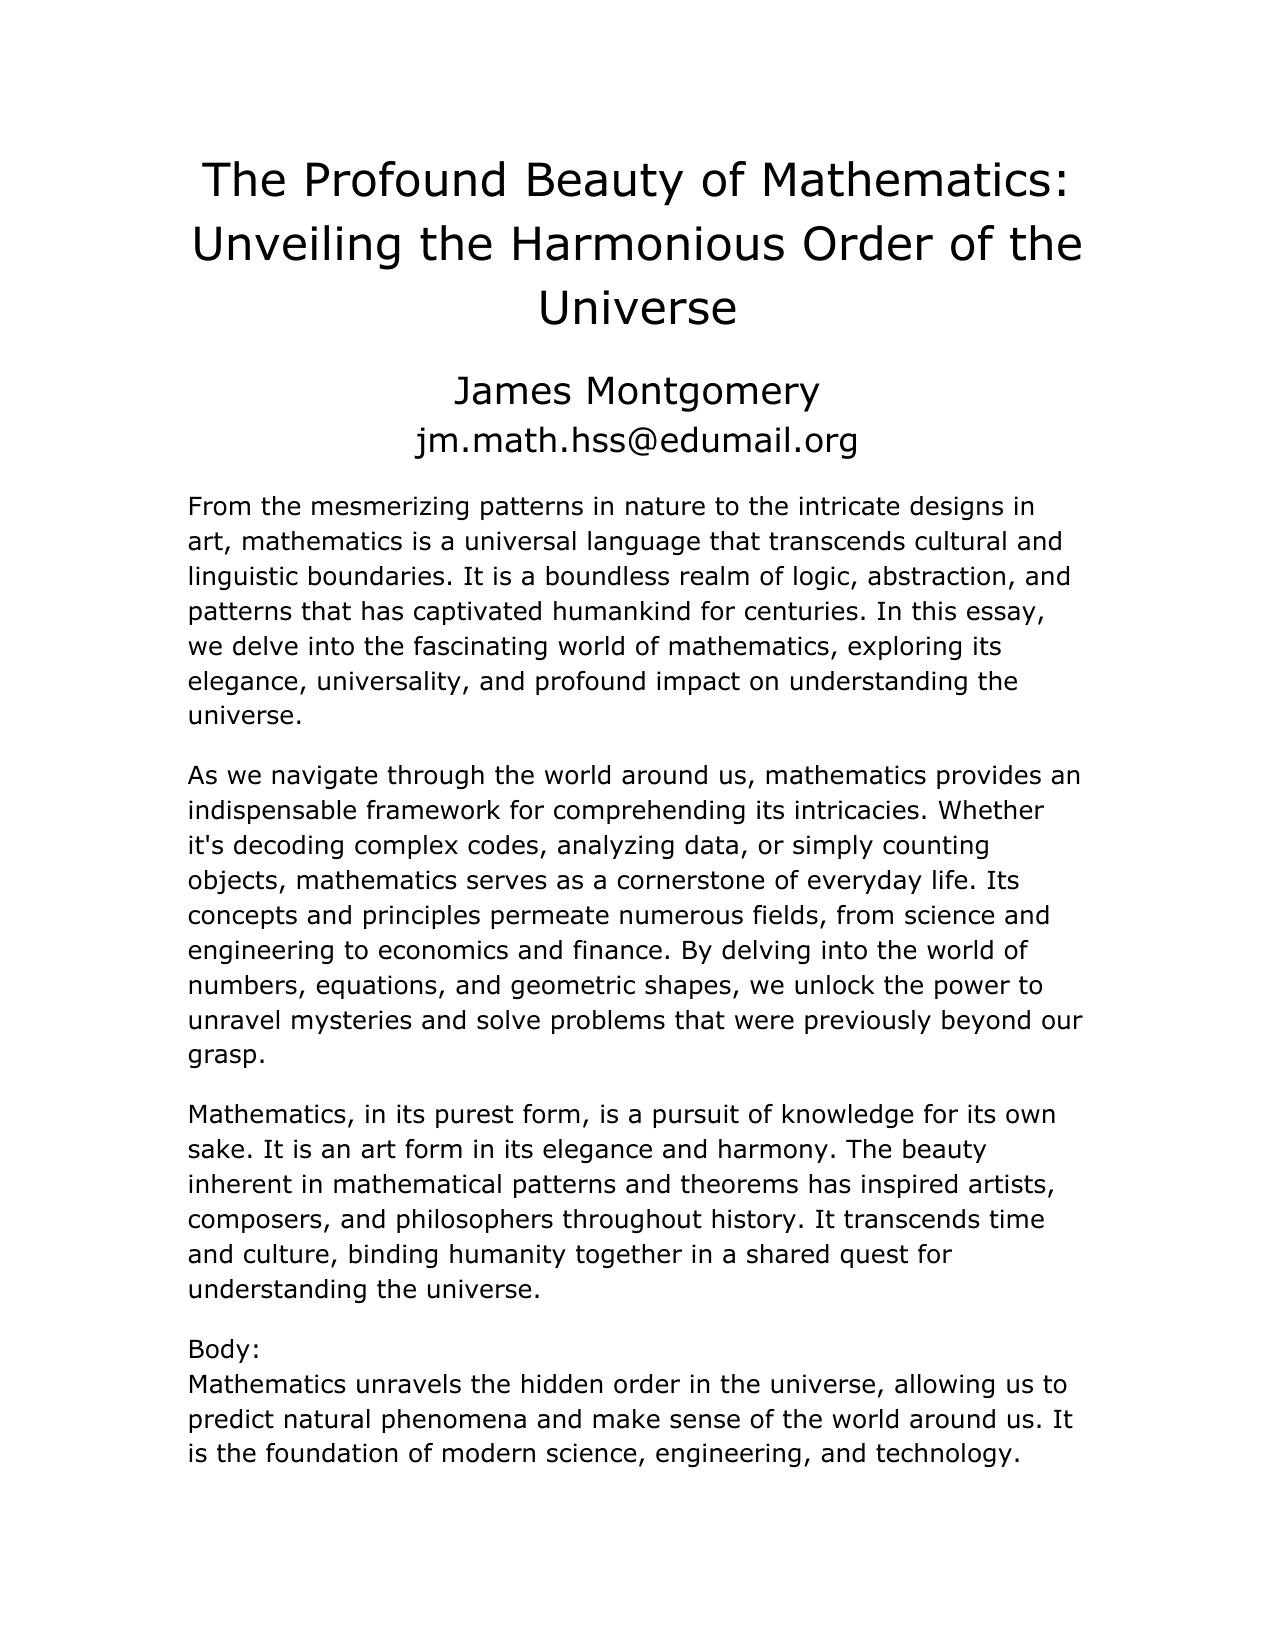 The Profound Beauty of Mathematics:
Unveiling the Harmonious Order of the
Universe
James Montgomery
jm.math.hss@edumail.org
From the mesmerizing patterns in nature to the intricate designs in
art, mathematics is a universal language that transcends cultural and
linguistic boundaries. It is a boundless realm of logic, abstraction, and
patterns that has captivated humankind for centuries. In this essay,
we delve into the fascinating world of mathematics, exploring its
elegance, universality, and profound impact on understanding the
universe.
As we navigate through the world around us, mathematics provides an
indispensable framework for comprehending its intricacies. Whether
it's decoding complex codes, analyzing data, or simply counting
objects, mathematics serves as a cornerstone of everyday life. Its
concepts and principles permeate numerous fields, from science and
engineering to economics and finance. By delving into the world of
numbers, equations, and geometric shapes, we unlock the power to
unravel mysteries and solve problems that were previously beyond our
grasp.
Mathematics, in its purest form, is a pursuit of knowledge for its own
sake. It is an art form in its elegance and harmony. The beauty
inherent in mathematical patterns and theorems has inspired artists,
composers, and philosophers throughout history. It transcends time
and culture, binding humanity together in a shared quest for
understanding the universe.
Body:
Mathematics unravels the hidden order in the universe, allowing us to
predict natural phenomena and make sense of the world around us. It
is the foundation of modern science, engineering, and technology.